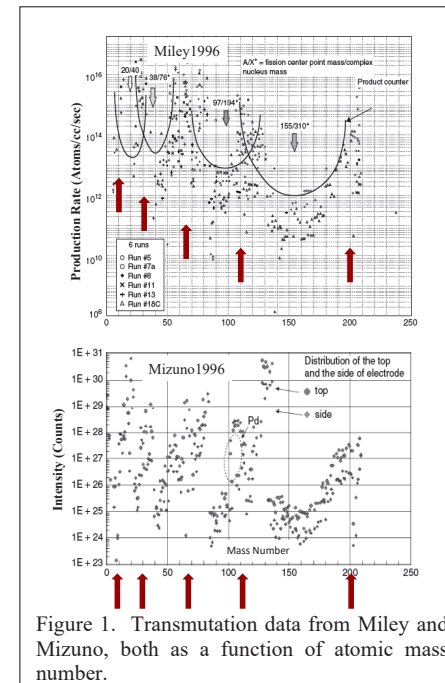 Miley1996
A/X* = fission center point mass/complex
nucleus mass
20/40
38/76*
97/194*
155/310*
Product counter
Production Rate (Atoms/cc/sec)
10^16
10^14
10^12
10^10
10^6
6 runs
Run #5
Run #7a
Run #8
Run #11
Run #13
Run #18C
0 50 100 150 200 250
Mizuno1996
Distribution of the top
and the side of electrode
top
side
Pd
Intensity (Counts)
1E + 31
1E + 30
1E + 29
1E + 28
1E + 27
1E + 26
1E + 25
1E + 24
1E + 23
Mass Number
0 50 100 150 200 250
Figure 1. Transmutation data from Miley and
Mizuno, both as a function of atomic mass
number.